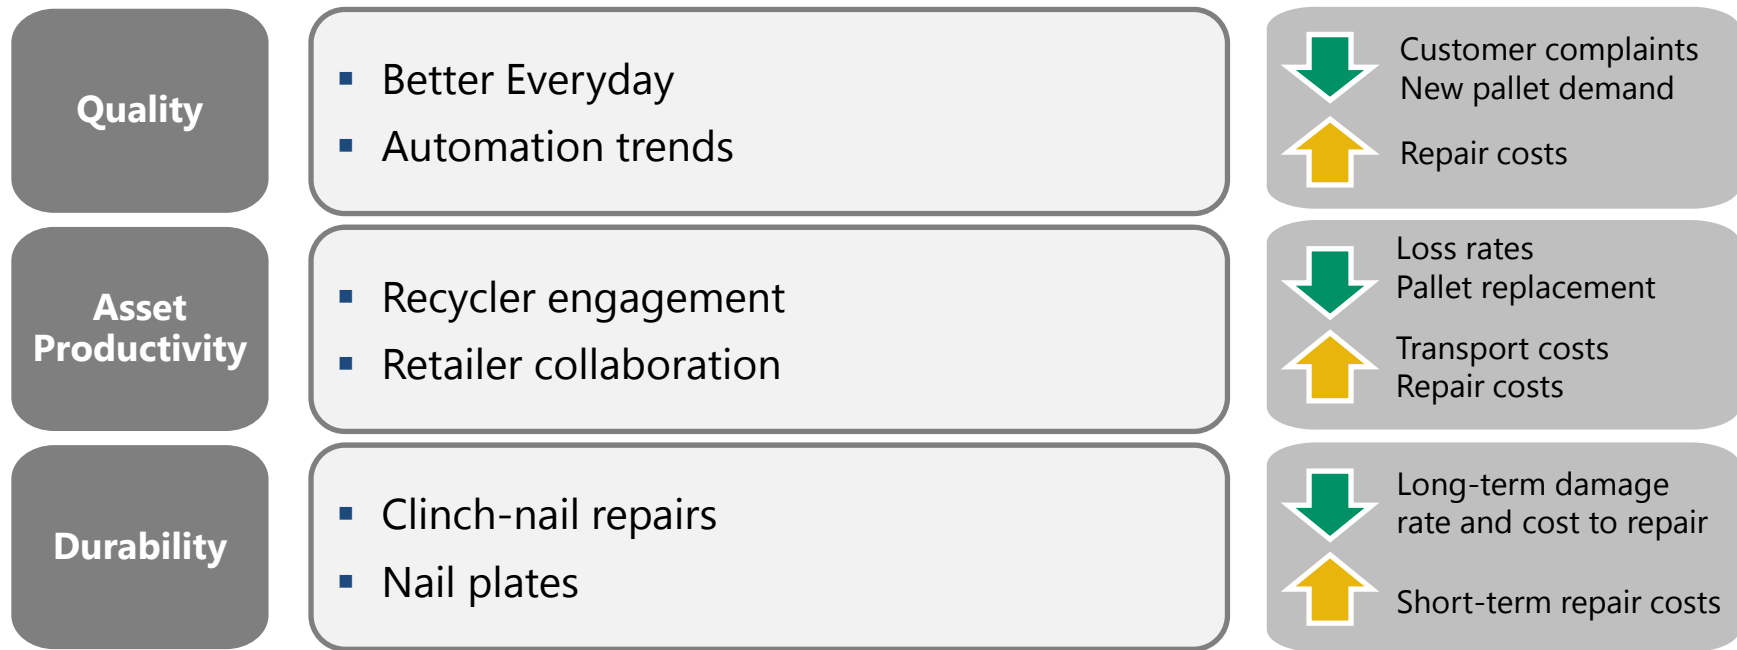 Quality
▪ Better Everyday
▪ Automation trends
Customer complaints
New pallet demand
Repair costs
Asset
Productivity
▪ Recycler engagement
▪ Retailer collaboration
Loss rates
Pallet replacement
Transport costs
Repair costs
Durability
▪ Clinch-nail repairs
▪ Nail plates
Long-term damage
rate and cost to repair
Short-term repair costs